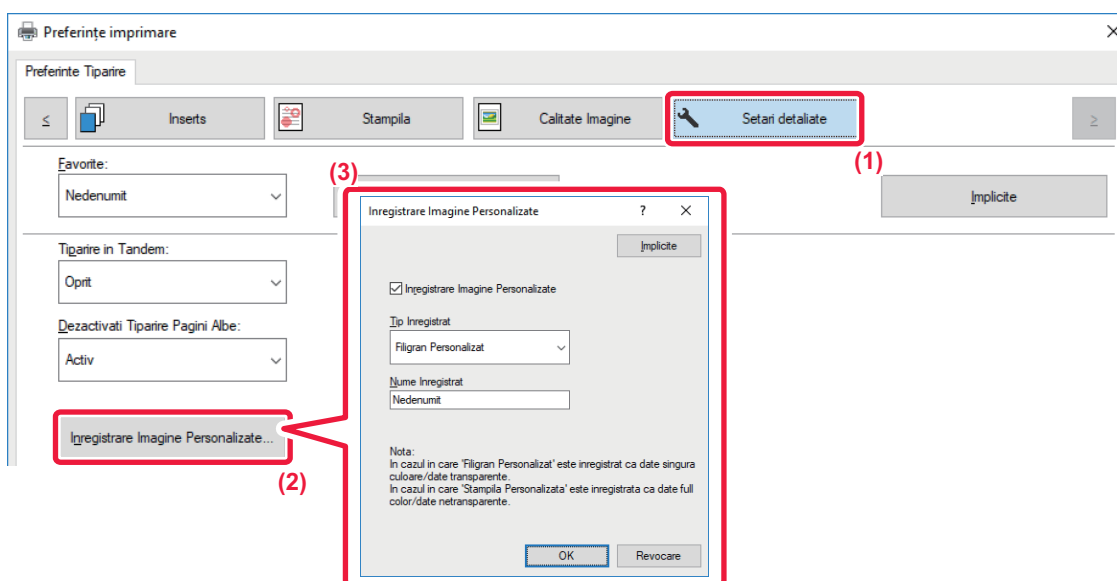 Preferințe imprimare
Preferinte Tiparire
<
Inserts
Stampila
Calitate Imagine
Setari detaliate
>
(1)
Favorite:
Nedenumit
(3)
Implicite
Tiparire in Tandem:
Oprit
Dezactivati Tiparire Pagini Albe:
Activ
Inregistrare Imagine Personalizate...
(2)
Inregistrare Imagine Personalizate
?
Implicite
Inregistrare Imagine Personalizate
Tip Inregistrat
Filigran Personalizat
Nume Inregistrat
Nedenumit
Nota:
In cazul in care 'Filigran Personalizat' este inregistrat ca date singura
culoare/date transparente.
In cazul in care 'Stampila Personalizata' este inregistrata ca date full
color/date netransparente.
OK
Revocare